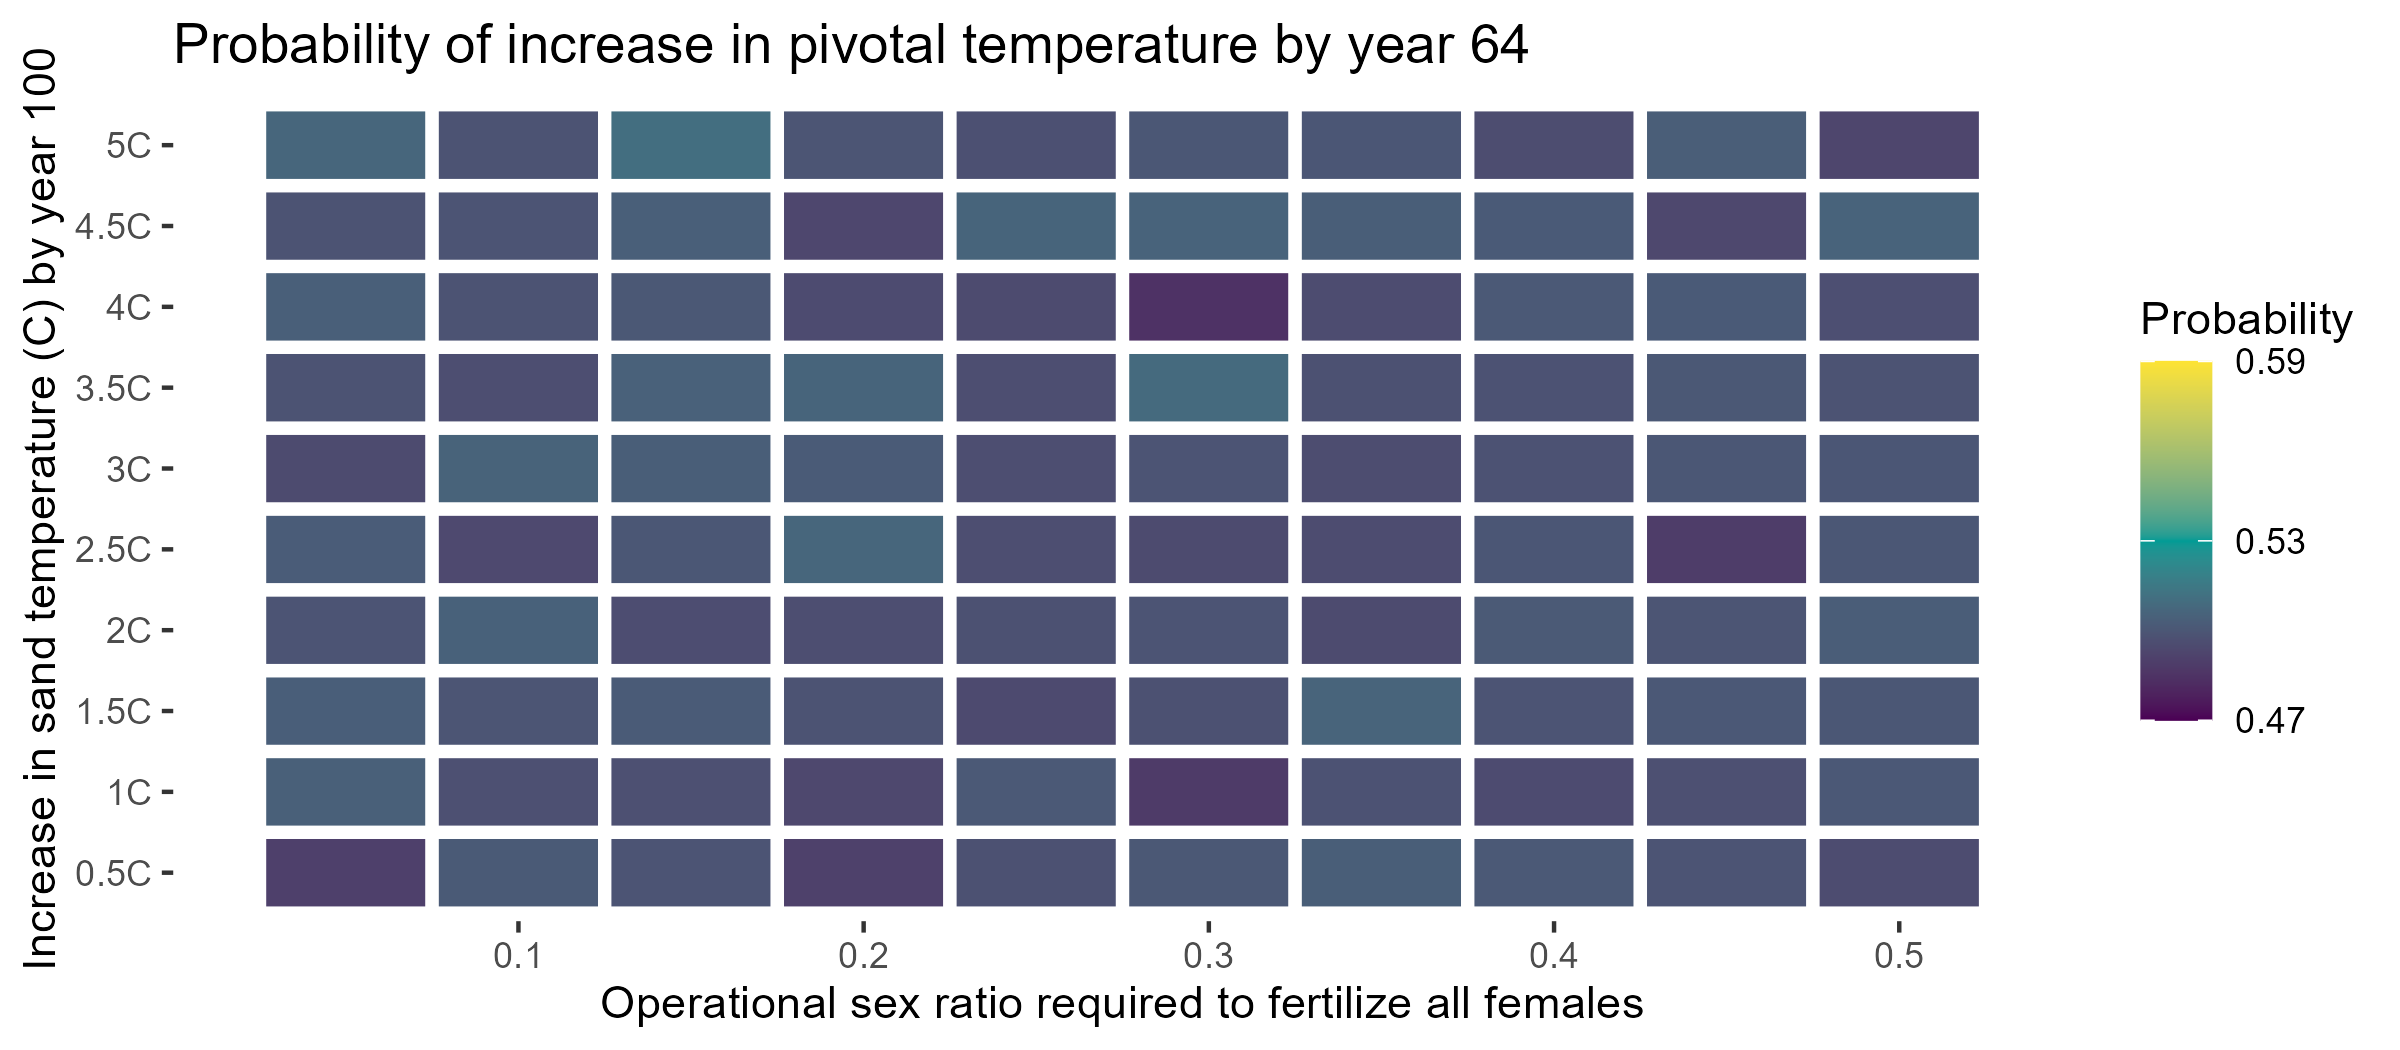 Probability of increase in pivotal temperature by year 64
Increase in sand temperature (C) by year 100
5C
4.5C
4C
3.5C
3C
2.5C
2C
1.5C
1C
0.5C
0.1
0.2
0.3
0.4
0.5
Operational sex ratio required to fertilize all females
Probability
0.59
0.53
0.47